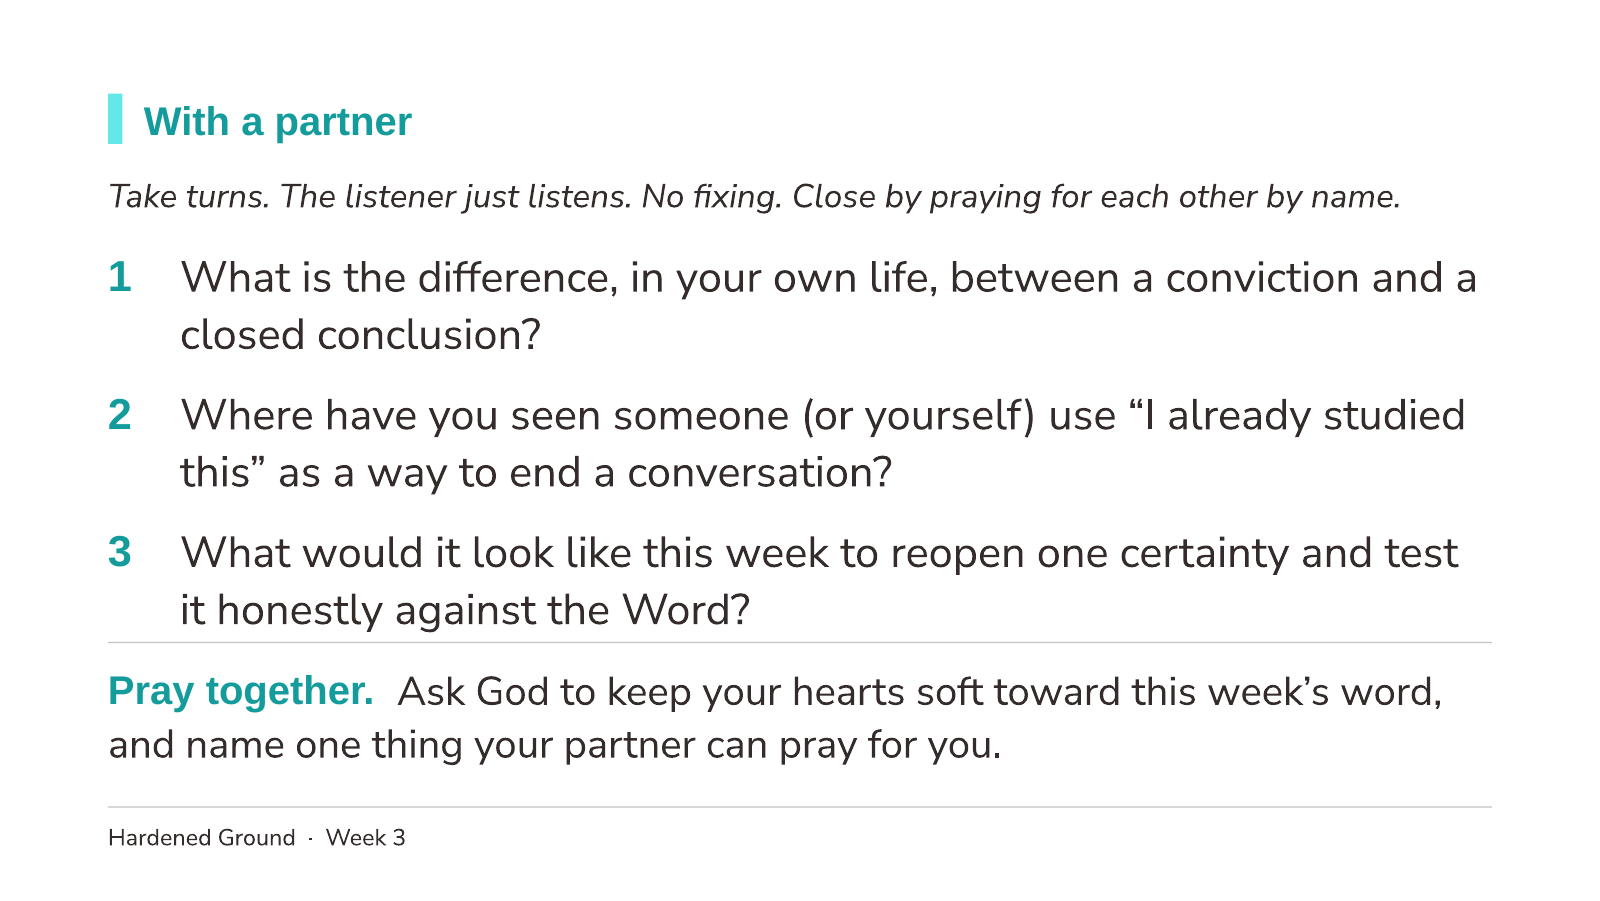 With a partner
Take turns. The listener just listens. No fixing. Close by praying for each other by name.
1 What is the difference, in your own life, between a conviction and a
closed conclusion?
2 Where have you seen someone (or yourself) use “I already studied
this” as a way to end a conversation?
3 What would it look like this week to reopen one certainty and test
it honestly against the Word?
Pray together. Ask God to keep your hearts soft toward this week’s word,
and name one thing your partner can pray for you.
Hardened Ground · Week 3